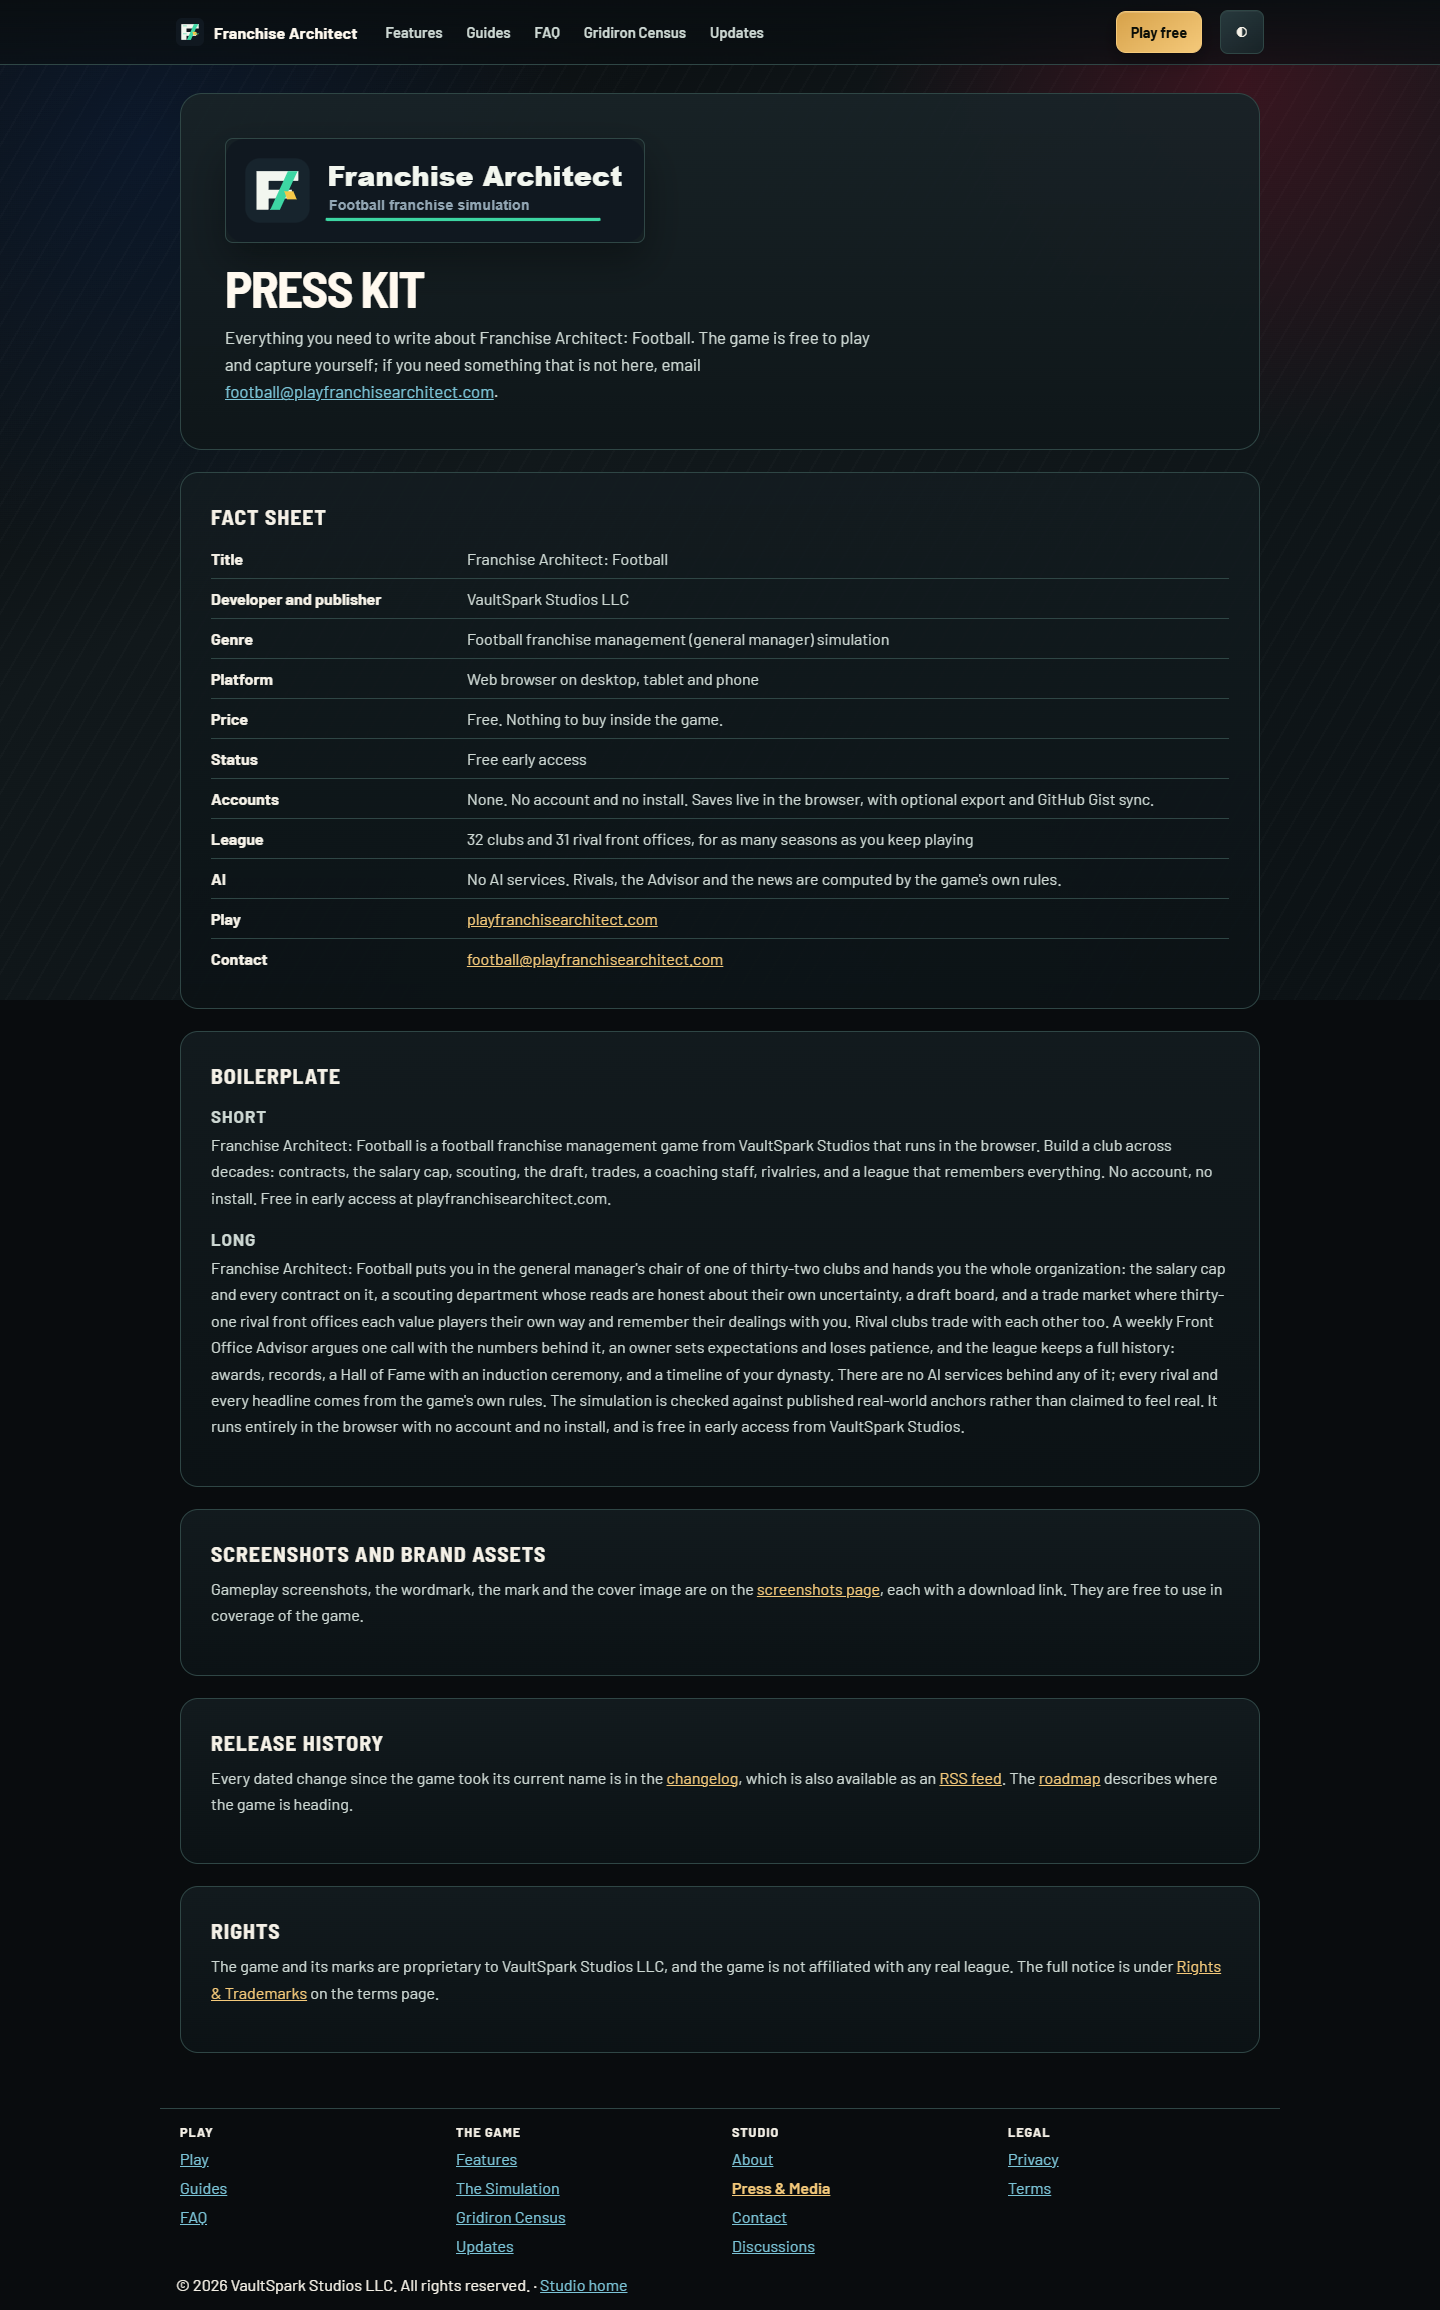 Franchise Architect
Features
Guides
FAQ
Gridiron Census
Updates
Play free
Franchise Architect
Football franchise simulation
PRESS KIT
Everything you need to write about Franchise Architect: Football. The game is free to play
and capture yourself; if you need something that is not here, email
football@playfranchisearchitect.com.
FACT SHEET
Title Franchise Architect: Football
Developer and publisher VaultSpark Studios LLC
Genre Football franchise management (general manager) simulation
Platform Web browser on desktop, tablet and phone
Price Free. Nothing to buy inside the game.
Status Free early access
Accounts None. No account and no install. Saves live in the browser, with optional export and GitHub Gist sync.
League 32 clubs and 31 rival front offices, for as many seasons as you keep playing
AI No AI services. Rivals, the Advisor and the news are computed by the game's own rules.
Play playfranchisearchitect.com
Contact football@playfranchisearchitect.com
BOILERPLATE
SHORT
Franchise Architect: Football is a football franchise management game from VaultSpark Studios that runs in the browser. Build a club across
decades: contracts, the salary cap, scouting, the draft, trades, a coaching staff, rivalries, and a league that remembers everything. No account, no
install. Free in early access at playfranchisearchitect.com.
LONG
Franchise Architect: Football puts you in the general manager's chair of one of thirty-two clubs and hands you the whole organization: the salary cap
and every contract on it, a scouting department whose reads are honest about their own uncertainty, a draft board, and a trade market where thirty-
one rival front offices each value players their own way and remember their dealings with you. Rival clubs trade with each other too. A weekly Front
Office Advisor argues one call with the numbers behind it, an owner sets expectations and loses patience, and the league keeps a full history:
awards, records, a Hall of Fame with an induction ceremony, and a timeline of your dynasty. There are no AI services behind any of it; every rival and
every headline comes from the game's own rules. The simulation is checked against published real-world anchors rather than claimed to feel real. It
runs entirely in the browser with no account and no install, and is free in early access from VaultSpark Studios.
SCREENSHOTS AND BRAND ASSETS
Gameplay screenshots, the wordmark, the mark and the cover image are on the screenshots page, each with a download link. They are free to use in
coverage of the game.
RELEASE HISTORY
Every dated change since the game took its current name is in the changelog, which is also available as an RSS feed. The roadmap describes where
the game is heading.
RIGHTS
The game and its marks are proprietary to VaultSpark Studios LLC, and the game is not affiliated with any real league. The full notice is under Rights
& Trademarks on the terms page.
PLAY
Play
Guides
FAQ
THE GAME
Features
The Simulation
Gridiron Census
Updates
STUDIO
About
Press & Media
Contact
Discussions
LEGAL
Privacy
Terms
© 2026 VaultSpark Studios LLC. All rights reserved. · Studio home